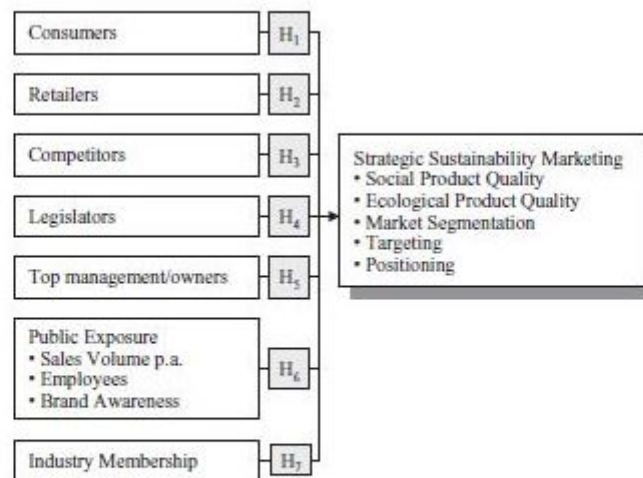 Consumers
H1
Retailers
H2
Competitors
H3
Legislators
H4
Top management/owners
H5
Public Exposure
• Sales Volume p.a.
• Employees
• Brand Awareness
H6
Industry Membership
H7
Strategic Sustainability Marketing
• Social Product Quality
• Ecological Product Quality
• Market Segmentation
• Targeting
• Positioning